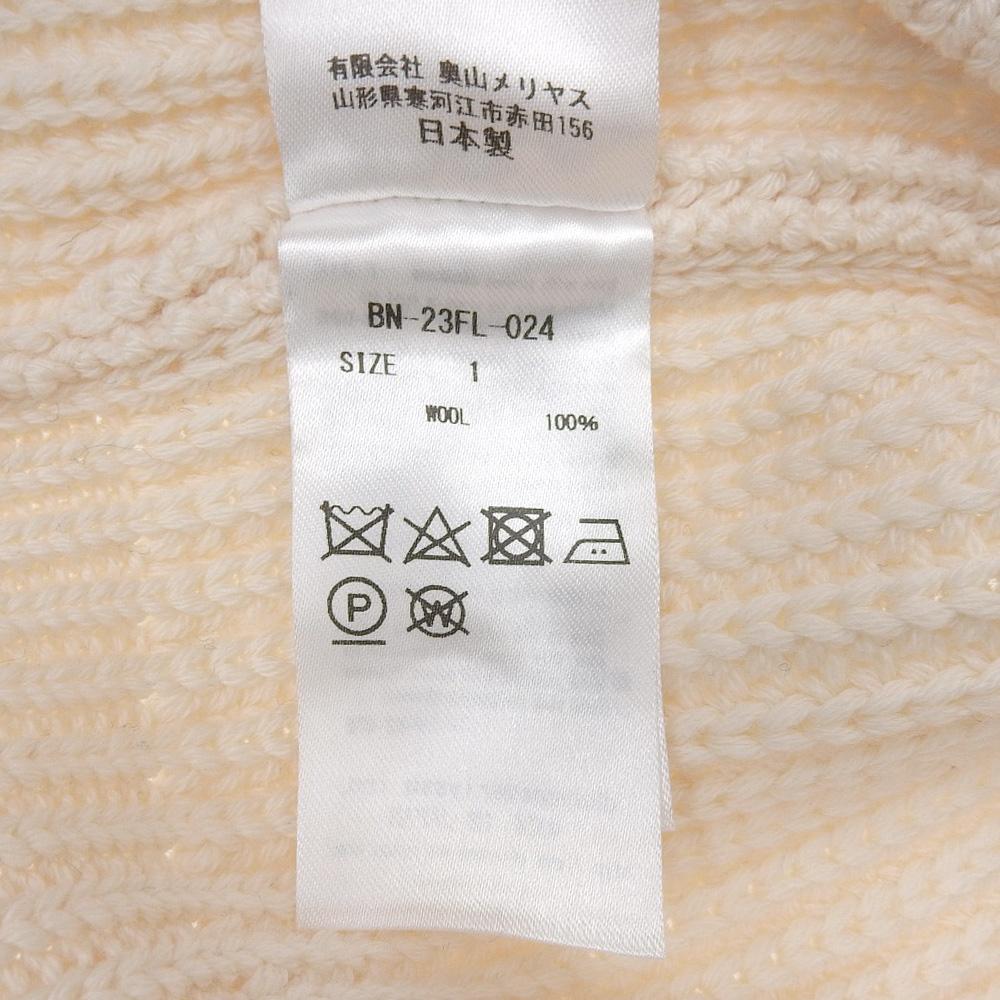 有限会社 奥山メリヤス
山形県寒河江市赤田156
日本製
BN-23FL-024
SIZE 1
WOOL 100%
P
W